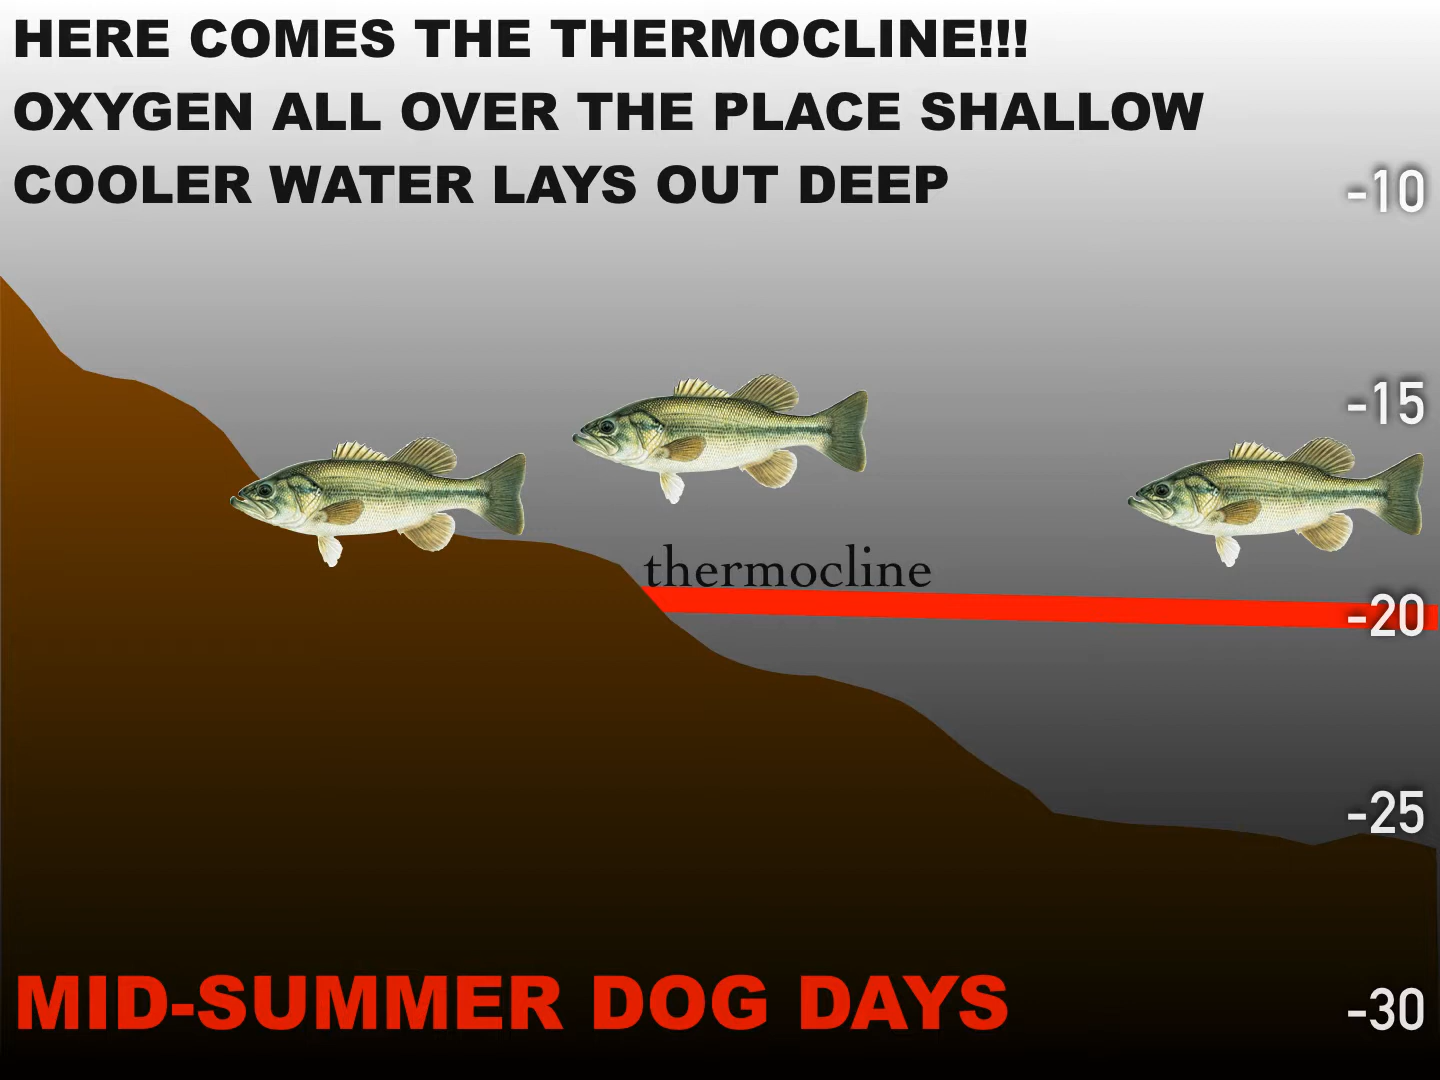 HERE COMES THE THERMOCLINE!!!
OXYGEN ALL OVER THE PLACE SHALLOW
COOLER WATER LAYS OUT DEEP
-10
-15
thermocline
-20
-25
MID-SUMMER DOG DAYS
-30